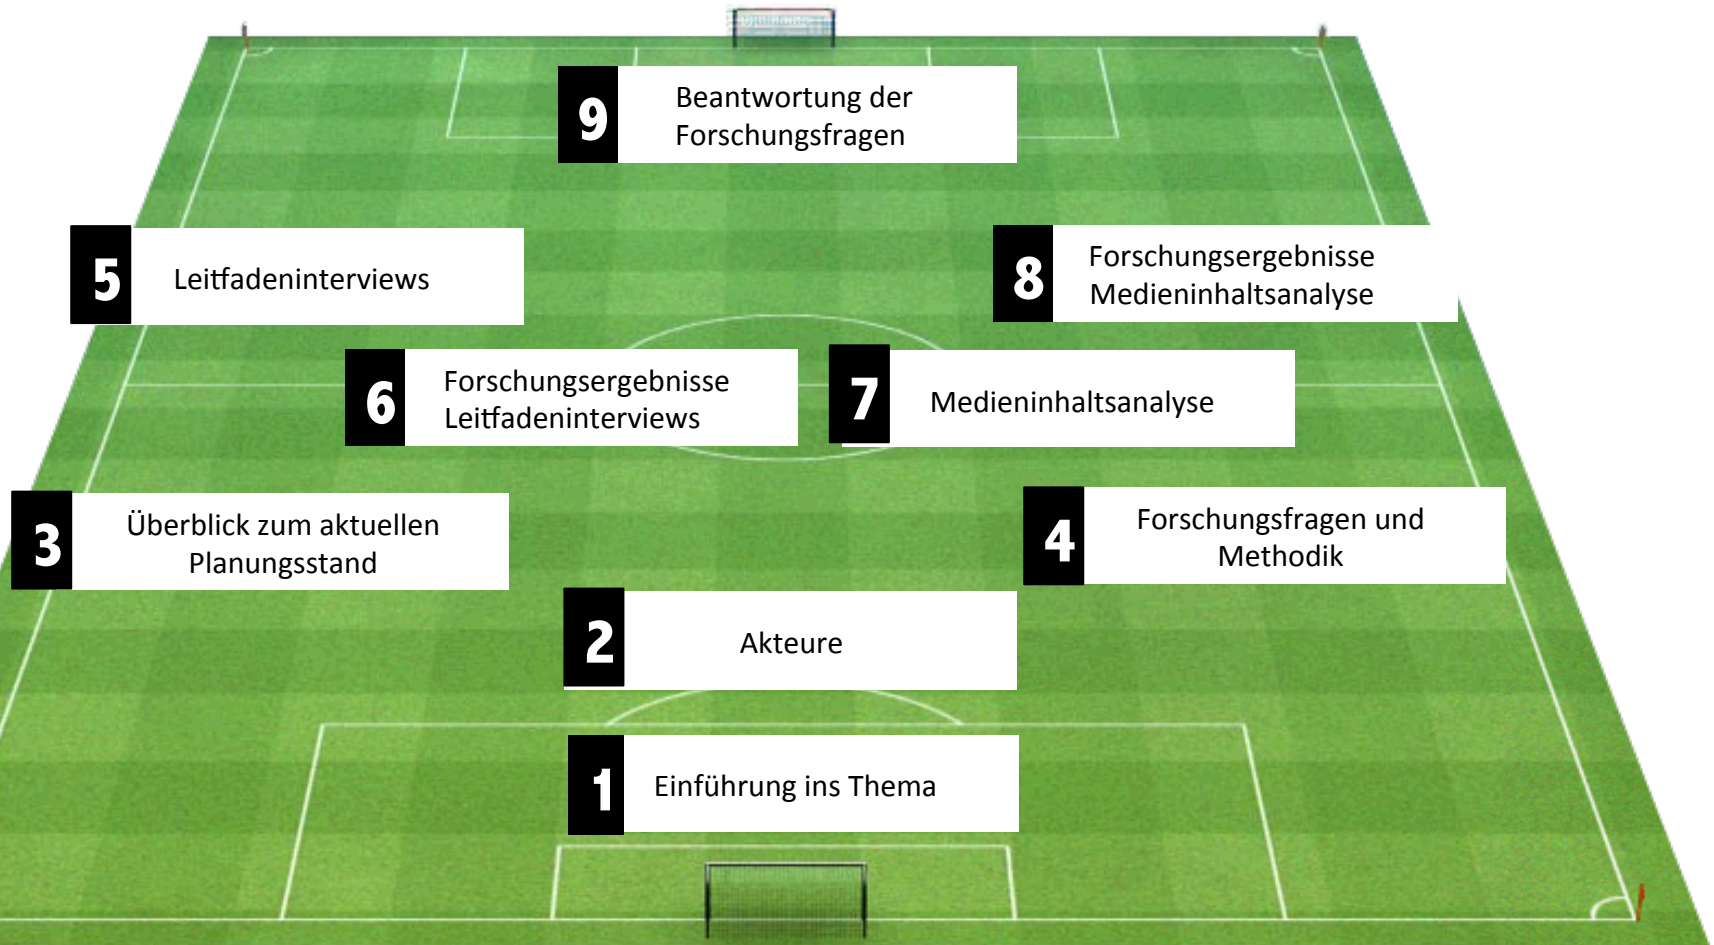 9
Beantwortung der
Forschungsfragen
5
Leitfadeninterviews
8
Forschungsergebnisse
Medieninhaltsanalyse
6
Forschungsergebnisse
Leitfadeninterviews
7
Medieninhaltsanalyse
3
Überblick zum aktuellen
Planungsstand
4
Forschungsfragen und
Methodik
2
Akteure
1
Einführung ins Thema